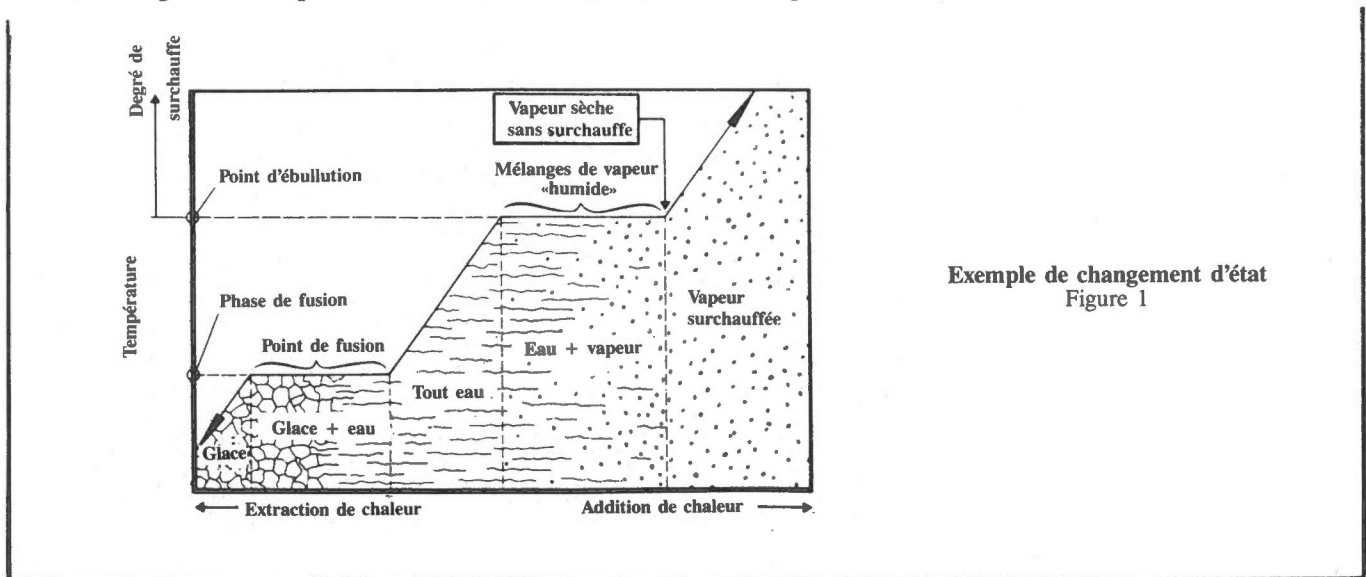 Degré de
surchauffe
Vapeur sèche
sans surchauffe
Point d'ébullution
Mélanges de vapeur
«humide»
Température
Phase de fusion
Point de fusion
Vapeur
surchauffée
Eau + vapeur
Tout eau
Glace + eau
Glace
Extraction de chaleur
Addition de chaleur
Exemple de changement d'état
Figure 1